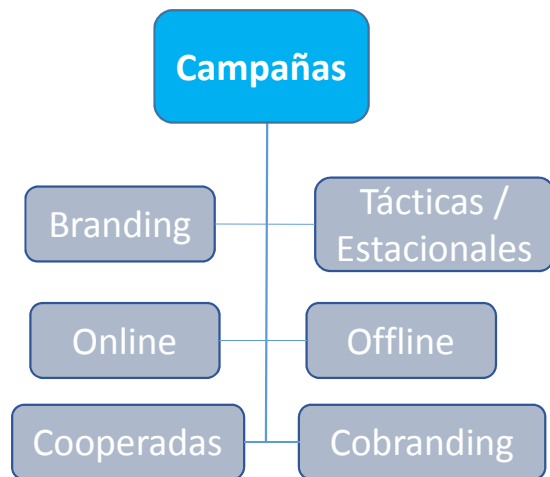 Campañas
Branding
Tácticas /
Estacionales
Online
Offline
Cooperadas
Cobranding